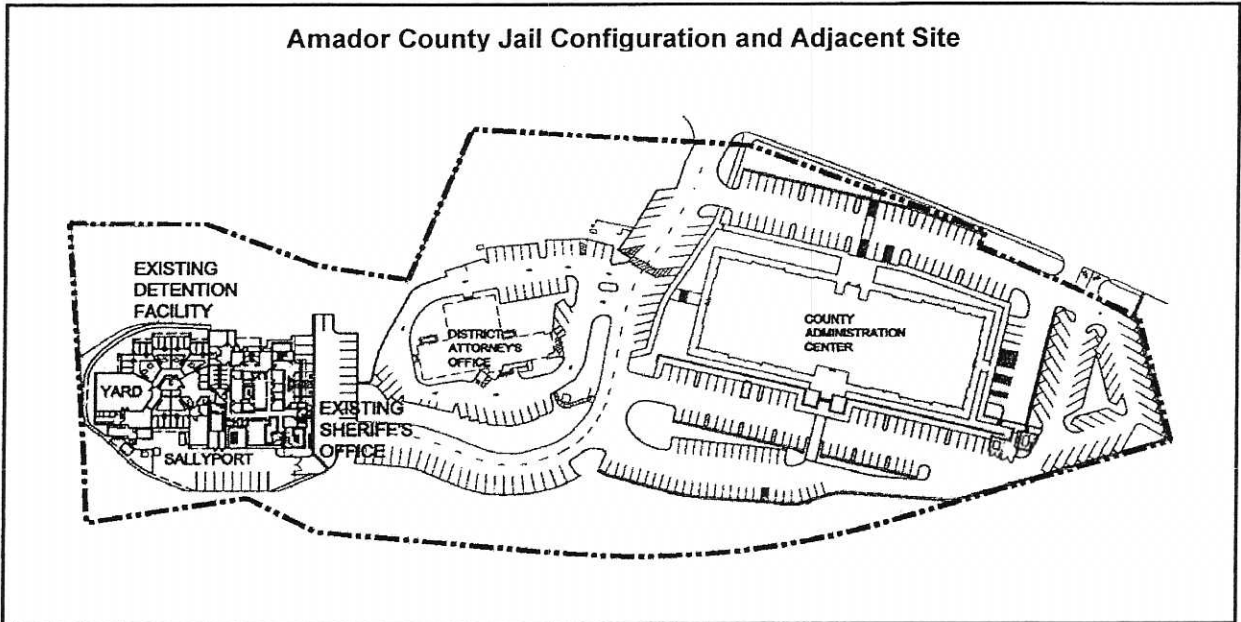 Amador County Jail Configuration and Adjacent Site
EXISTING
DETENTION
FACILITY
YARD
SALLYPORT
EXISTING
SHERIFF'S
OFFICE
DISTRICT
ATTORNEY'S
OFFICE
COUNTY
ADMINISTRATION
CENTER